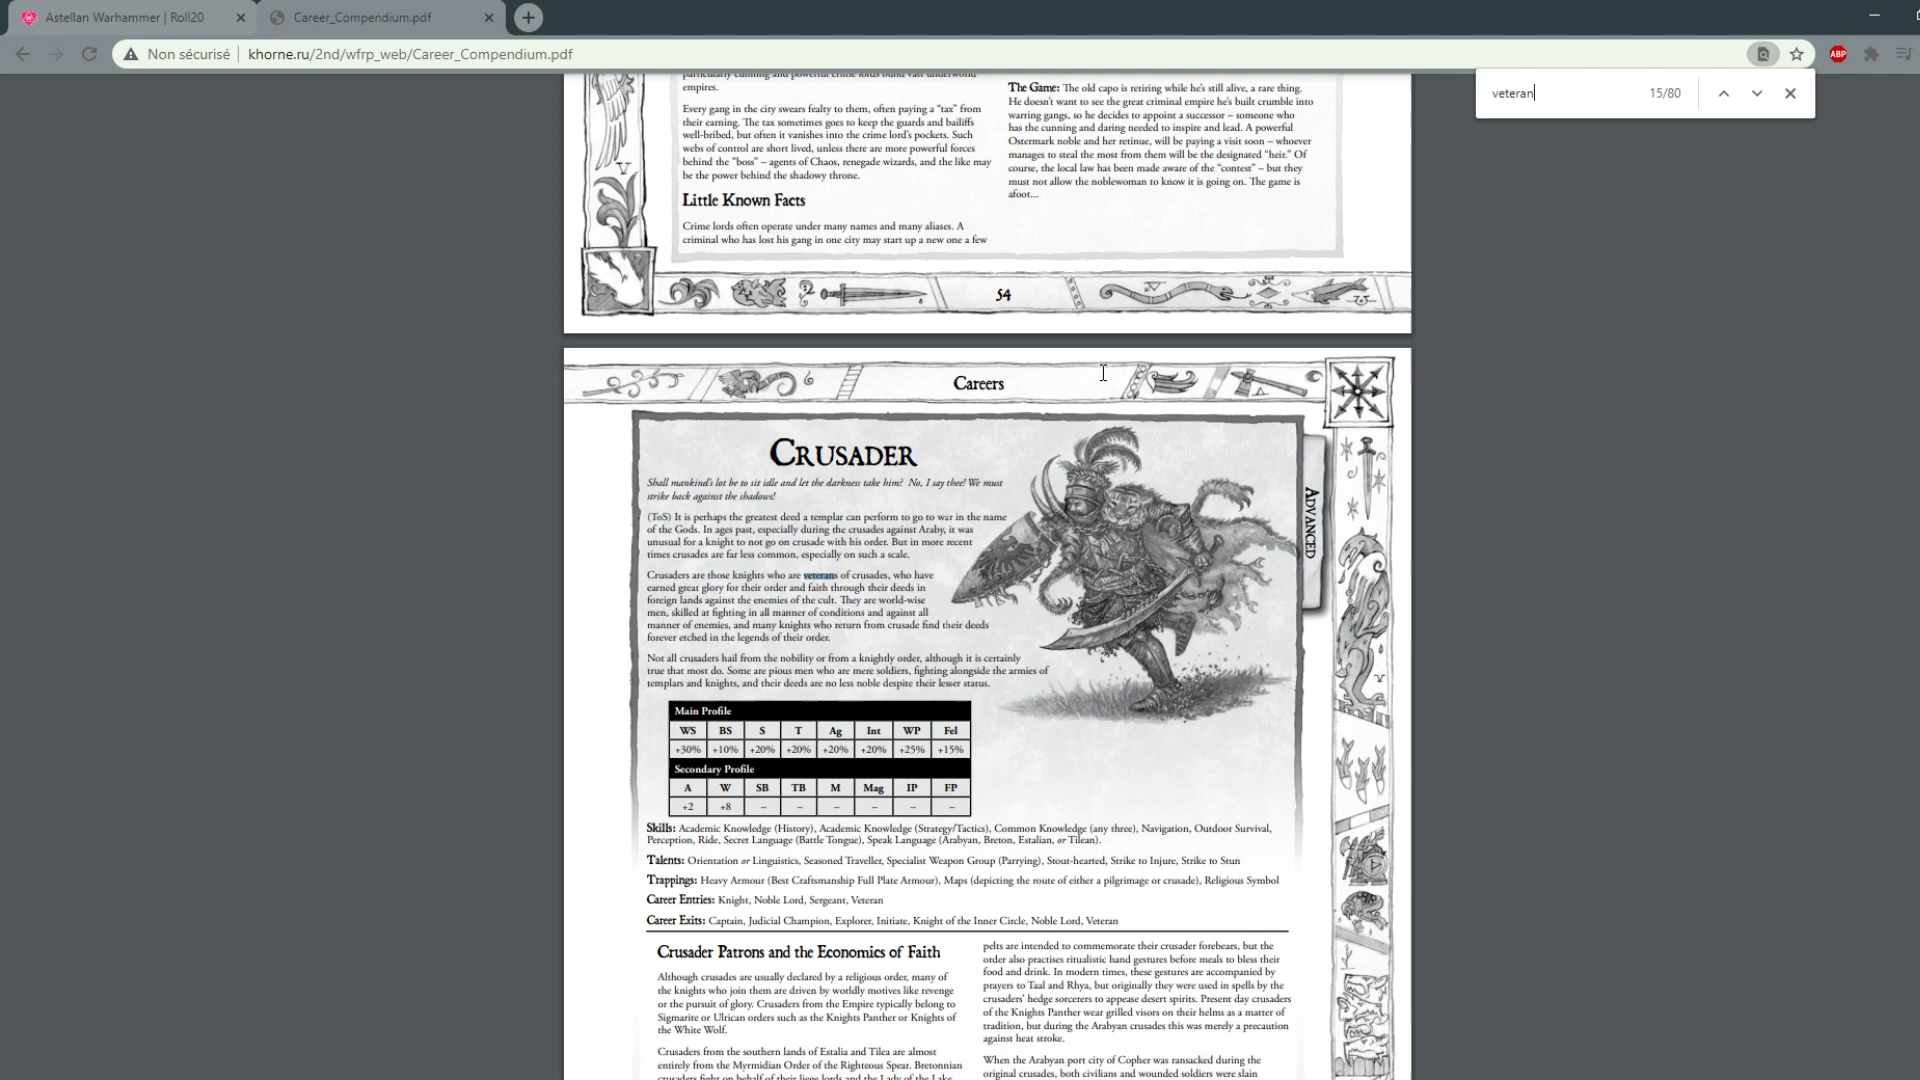 Astellan Warhammer | Roll20
Career_Compendium.pdf
Non sécurisé
khorne.ru/2nd/wfrp_web/Career_Compendium.pdf
ABP
veteran
15/80
particularly cunning and powerful crime lords bind vast underworld
empires.
Every gang in the city swears fealty to them, often paying a “tax” from
their earning. The tax sometimes goes to keep the guards and bailiffs
well-bribed, but often it vanishes into the crime lord’s pockets. Such
webs of control are short lived, unless there are more powerful forces
behind the “boss” – agents of Chaos, renegade wizards, and the like may
be the power behind the shadowy throne.
Little Known Facts
Crime lords often operate under many names and many aliases. A
criminal who has lost his gang in one city may start up a new one a few
The Game: The old capo is retiring while he’s still alive, a rare thing.
He doesn’t want to see the great criminal empire he’s built crumble into
warring gangs, so he decides to appoint a successor – someone who
has the cunning and daring needed to inspire and lead. A powerful
Ostermark noble and her retinue, will be paying a visit soon – whoever
manages to steal the most from them will be the designated “heir.” Of
course, the local law has been made aware of the “contest” – but they
must not allow the noblewoman to know it is going on. The game is
afoot...
54
Careers
Crusader
Advanced
Shall mankind’s lot be to sit idle and let the darkness take him? No, I say thee! We must
strike back against the shadows!
(ToS) It is perhaps the greatest deed a templar can perform to go to war in the name
of the Gods. In ages past, especially during the crusades against Araby, it was
unusual for a knight to not go on crusade with his order. But in more recent
times crusades are far less common, especially on such a scale.
Crusaders are those knights who are veterans of crusades, who have
earned great glory for their order and faith through their deeds in
foreign lands against the enemies of the cult. They are world-wise
men, skilled at fighting in all manner of conditions and against all
manner of enemies, and many knights who return from crusade find their deeds
forever etched in the legends of their order.
Not all crusaders hail from the nobility or from a knightly order, although it is certainly
true that most do. Some are pious men who are mere soldiers, fighting alongside the armies of
templars and knights, and their deeds are no less noble despite their lesser status.
Main Profile
WS BS S T Ag Int WP Fel
+30% +10% +20% +20% +20% +20% +25% +15%
Secondary Profile
A W SB TB M Mag IP FP
+2 +8 – – – – – –
Skills: Academic Knowledge (History), Academic Knowledge (Strategy/Tactics), Common Knowledge (any three), Navigation, Outdoor Survival,
Perception, Ride, Secret Language (Battle Tongue), Speak Language (Arabyan, Breton, Estalian, or Tilean).
Talents: Orientation or Linguistics, Seasoned Traveller, Specialist Weapon Group (Parrying), Stout-hearted, Strike to Injure, Strike to Stun
Trappings: Heavy Armour (Best Craftsmanship Full Plate Armour), Maps (depicting the route of either a pilgrimage or crusade), Religious Symbol
Career Entries: Knight, Noble Lord, Sergeant, Veteran
Career Exits: Captain, Judicial Champion, Explorer, Initiate, Knight of the Inner Circle, Noble Lord, Veteran
Crusader Patrons and the Economics of Faith
Although crusades are usually declared by a religious order, many of
the knights who join them are driven by worldly motives like revenge
or the pursuit of glory. Crusaders from the Empire typically belong to
Sigmarite or Ulrican orders such as the Knights Panther or Knights of
the White Wolf.
Crusaders from the southern lands of Estalia and Tilea are almost
entirely from the Myrmidian Order of the Righteous Spear. Bretonnian
crusaders fight on behalf of their liege lords and the Lady of the Lake
pelts are intended to commemorate their crusader forebears, but the
order also practises ritualistic hand gestures before meals to bless their
food and drink. In modern times, these gestures are accompanied by
prayers to Taal and Rhya, but originally they were used in spells by the
crusaders’ hedge sorcerers to appease desert spirits. Present day crusaders
of the Knights Panther wear grilled visors on their helms as a matter of
tradition, but during the Arabyan crusades this was merely a precaution
against heat stroke.
When the Arabyan port city of Copher was ransacked during the
original crusades, both civilians and wounded soldiers were slain